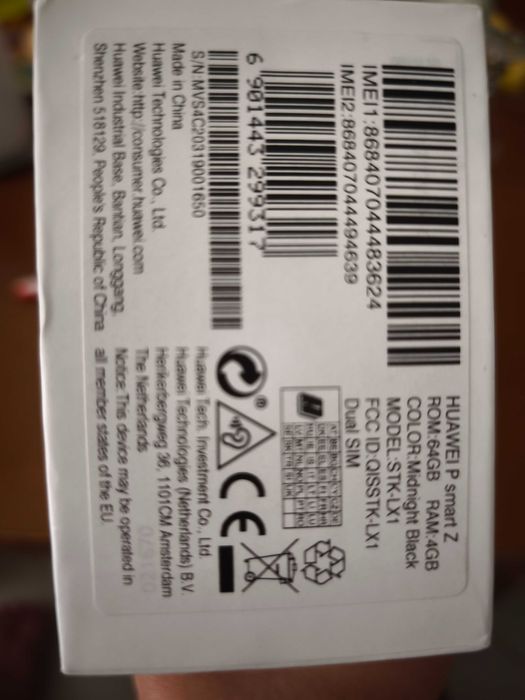 HUAWEI P smart Z
ROM:64GB RAM:4GB
COLOR:Midnight Black
MODEL:STK-LX1
FCC ID:QISSTK-LX1
Dual SIM
IMEI1:868407044483624
IMEI2:868407044494639
6 901443 299317
S/N:MVS4C20319001650
Made in China
Huawei Technologies Co., Ltd.
Website:http://consumer.huawei.com
Huawei Industrial Base, Bantian, Longgang,
Shenzhen 518129, People's Republic of China
CE
Huawei Tech. Investment Co., Ltd.
Huawei Technologies (Netherlands) B.V.
Herikerbergweg 36, 1101CM Amsterdam
The Netherlands
Notice:This device may be operated in
all member states of the EU.